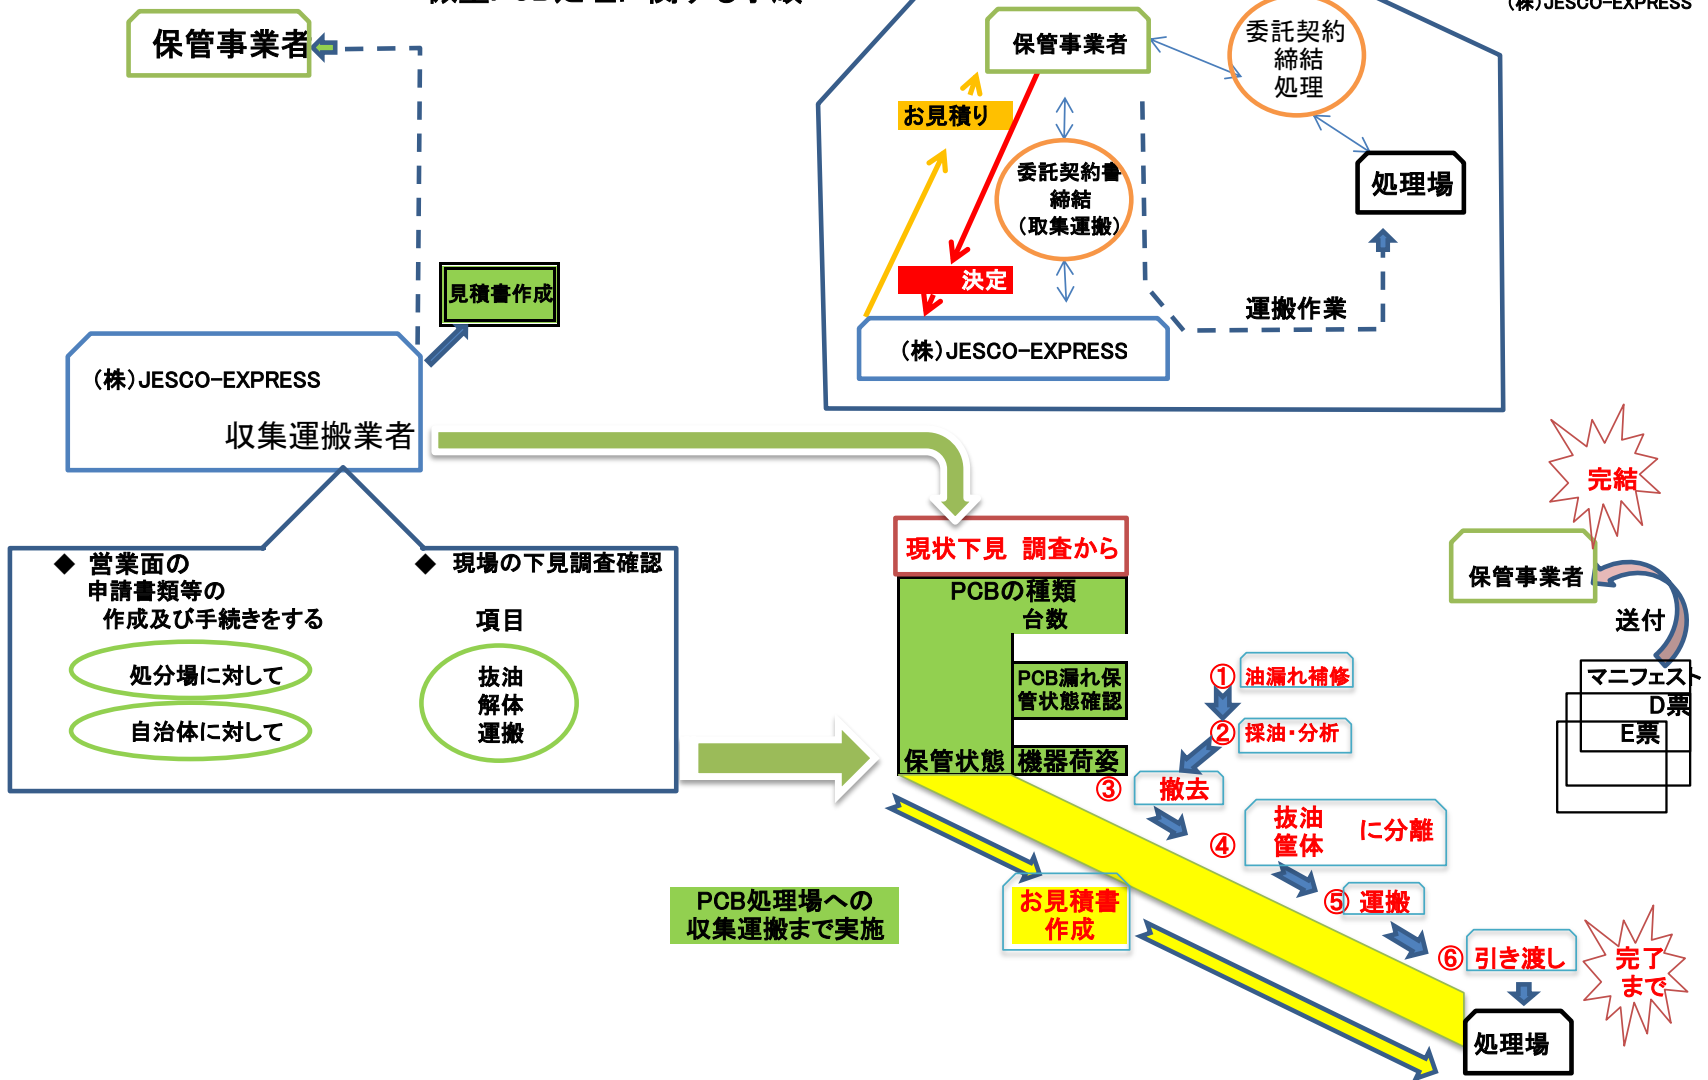 (株)JESCO-EXPRESS
保管事業者
保管事業者
委託契約
締結
処理
お見積り
委託契約書
締結
(取集運搬)
処理場
決定
運搬作業
(株)JESCO-EXPRESS
見積書作成
(株)JESCO-EXPRESS
収集運搬業者
◆ 営業面の
申請書類等の
作成及び手続きをする
処分場に対して
自治体に対して
◆ 現場の下見調査確認
項目
抜油
解体
運搬
現状下見 調査から
PCBの種類
台数
PCB漏れ保
管状態確認
保管状態
機器荷姿
① 油漏れ補修
② 採油・分析
③ 撤去
④ 抜油 に分離
筐体
⑤ 運搬
⑥ 引き渡し
完了
まで
処理場
お見積書
作成
PCB処理場への
収集運搬まで実施
完結
保管事業者
送付
マニフェスト
D票
E票